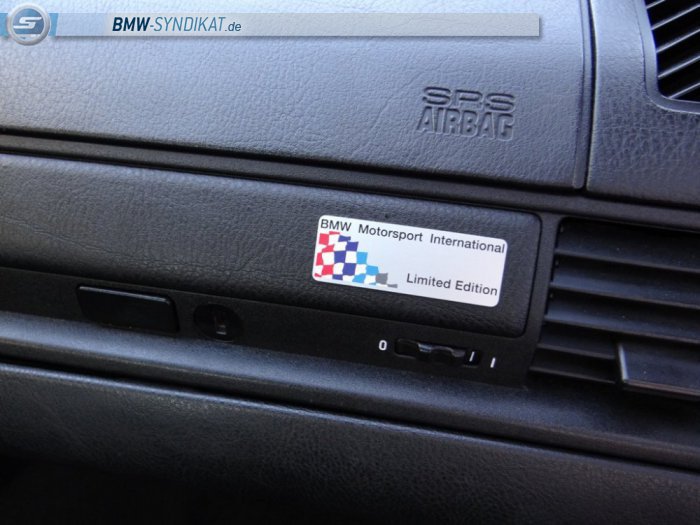 BMW-SYNDIKAT.de
SRS
AIRBAG
BMW Motorsport International
Limited Edition
0 I